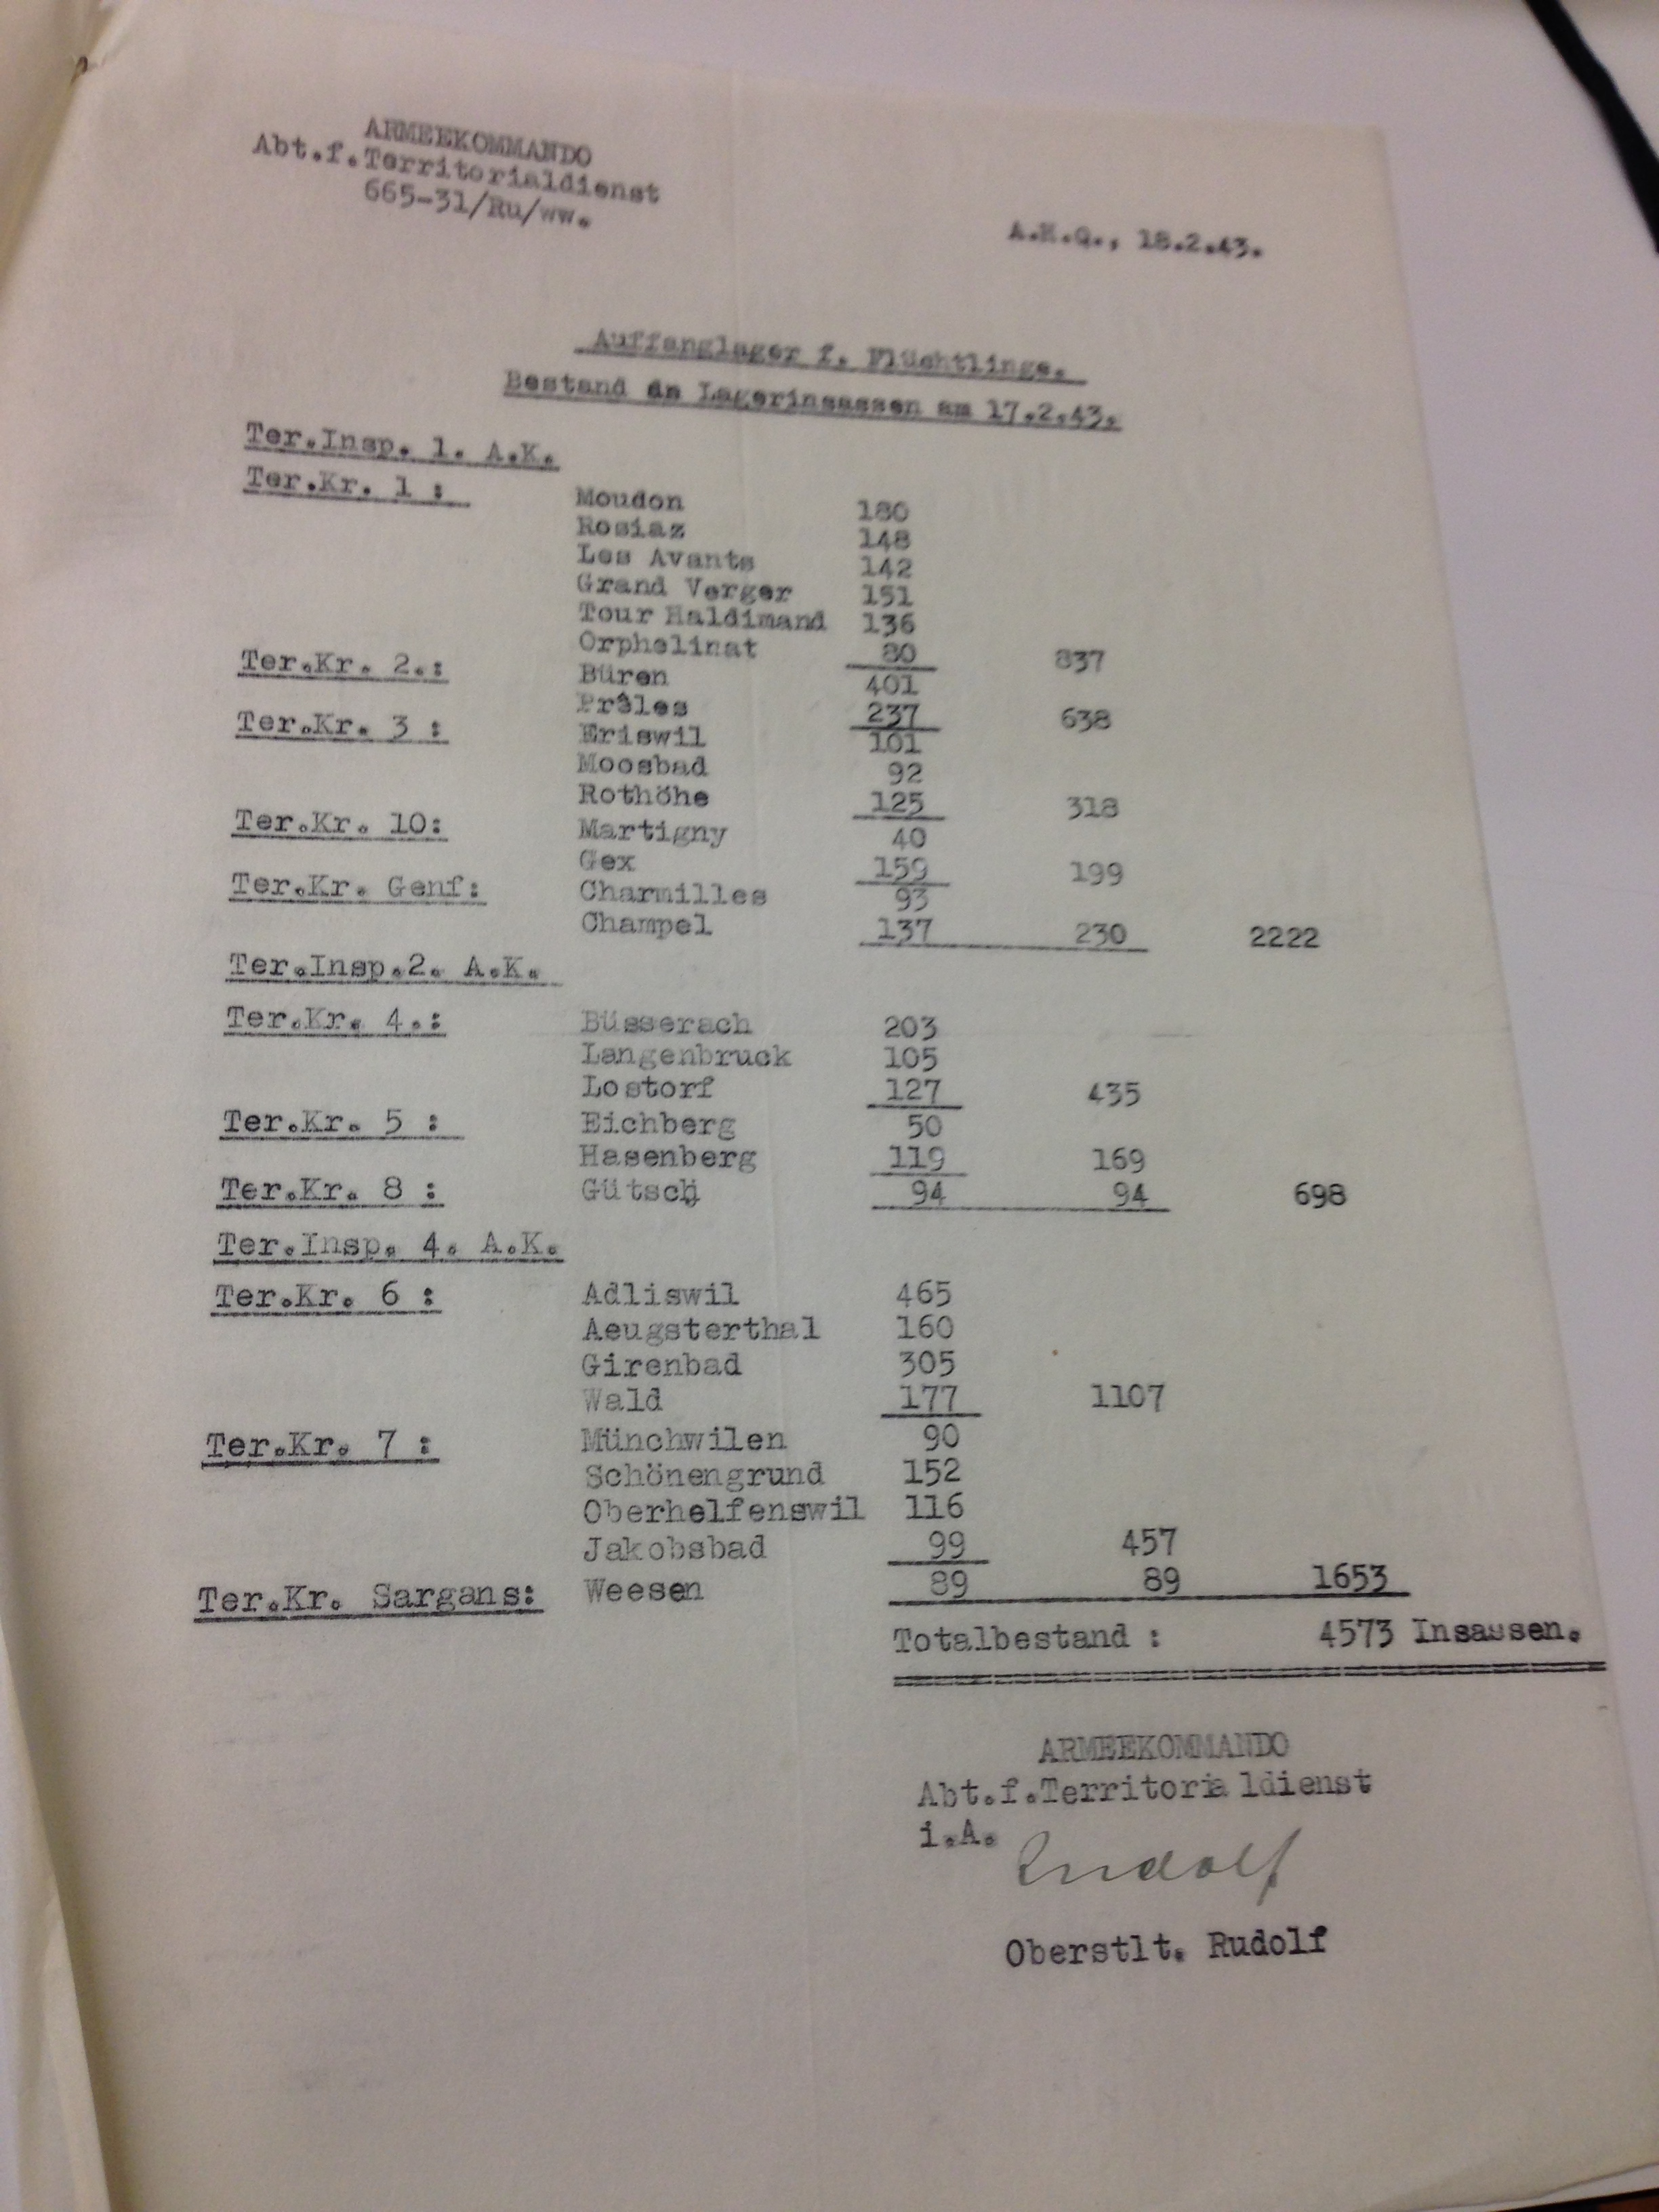 ARMEEKOMMANDO
Abt.f.Territorialdienst
665-31/Ru/ww.
A.H.Q., 18.2.43.
Auffanglager f. Flüchtlinge.
Bestand an Lagerinsassen am 17.2.43.
Ter.Insp. 1. A.K.
Ter.Kr. 1 : Moudon 180
Rosiaz 148
Les Avants 142
Grand Verger 151
Tour Haldimand 136
Orphelinat 80 837
Ter.Kr. 2.: Büren 401
Prêles 237 638
Ter.Kr. 3 : Eriswil 101
Moosbad 92
Rothöhe 125 318
Ter.Kr. 10: Martigny 40
Gex 159 199
Ter.Kr. Genf: Charmilles 93
Champel 137 230 2222
Ter.Insp.2. A.K.
Ter.Kr. 4.: Büsserach 203
Langenbruck 105
Lostorf 127 435
Ter.Kr. 5 : Eichberg 50
Hasenberg 119 169
Ter.Kr. 8 : Gütsch 94 94 698
Ter.Insp. 4. A.K.
Ter.Kr. 6 : Adliswil 465
Aeugsterthal 160
Girenbad 305
Wald 177 1107
Ter.Kr. 7 : Münchwilen 90
Schönengrund 152
Oberhelfenswil 116
Jakobsbad 99 457
Ter.Kr. Sargans: Weesen 89 89 1653
Totalbestand : 4573 Insassen.
ARMEEKOMMANDO
Abt.f.Territorialdienst
i.A.
Rudolf
Oberstlt. Rudolf